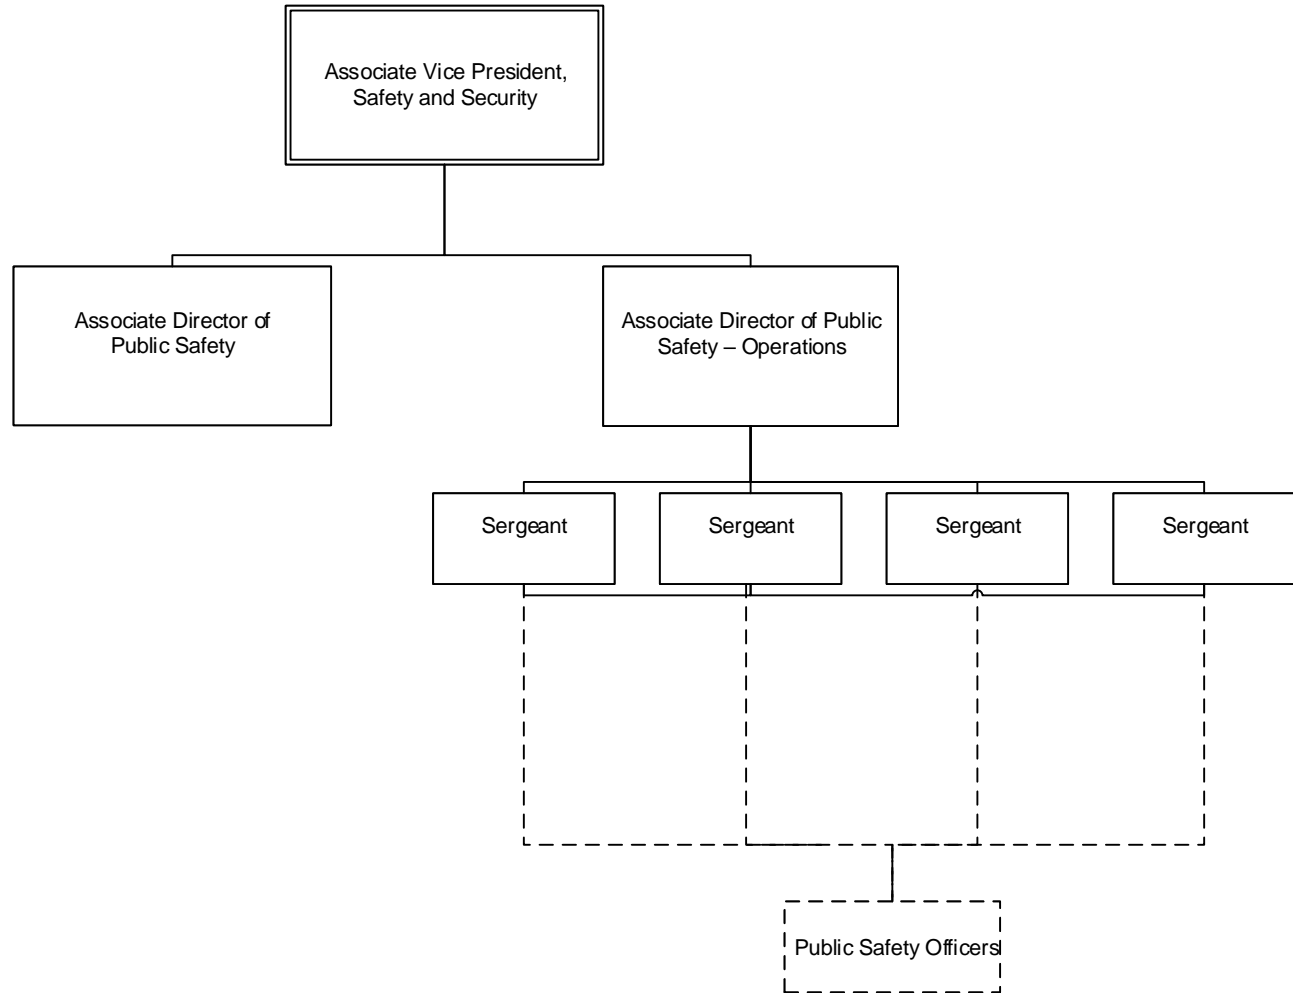 Associate Vice President,
Safety and Security
Associate Director of
Public Safety
Associate Director of Public
Safety – Operations
Sergeant
Sergeant
Sergeant
Sergeant
Public Safety Officers